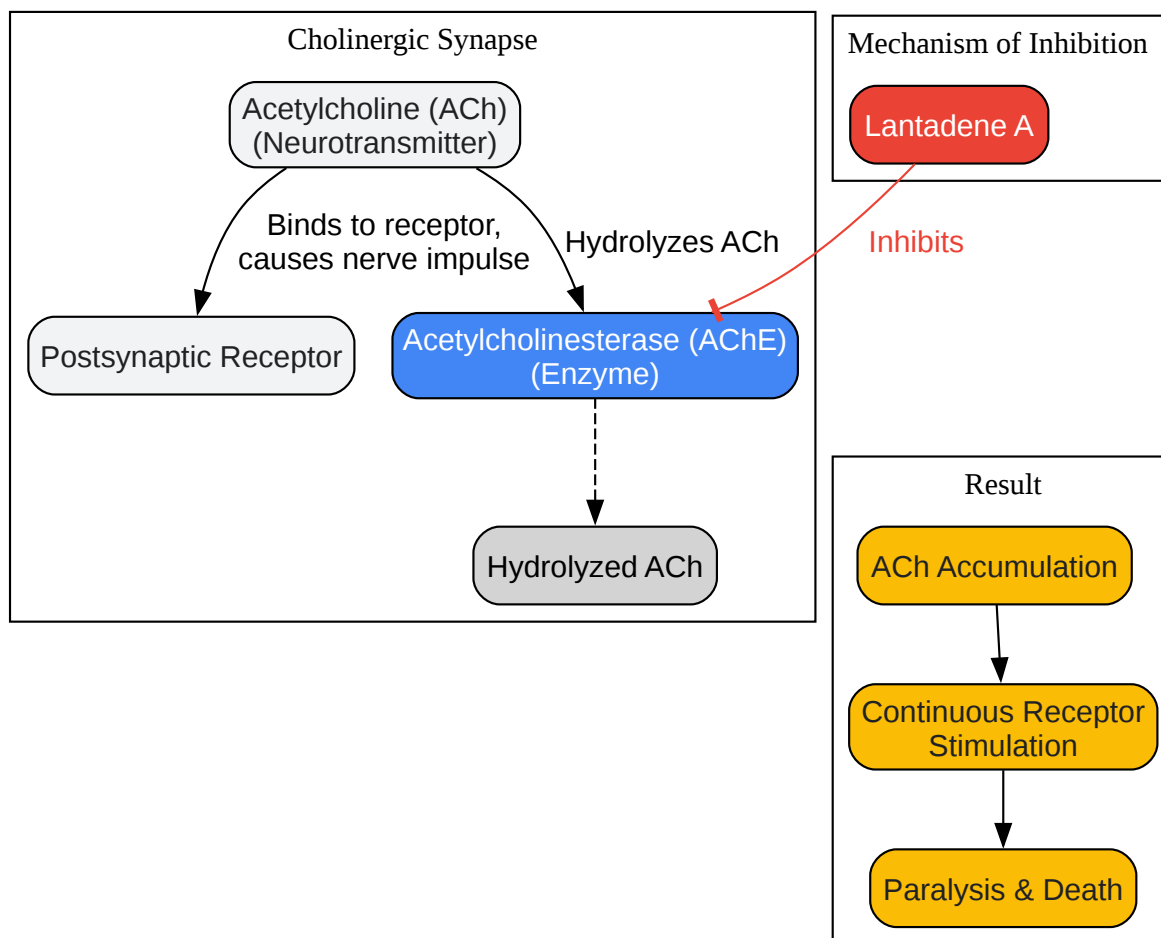 Cholinergic Synapse
Acetylcholine (ACh)
(Neurotransmitter)
Binds to receptor,
causes nerve impulse
Hydrolyzes ACh
Postsynaptic Receptor
Acetylcholinesterase (AChE)
(Enzyme)
Hydrolyzed ACh
Mechanism of Inhibition
Lantadene A
Inhibits
Result
ACh Accumulation
Continuous Receptor
Stimulation
Paralysis & Death